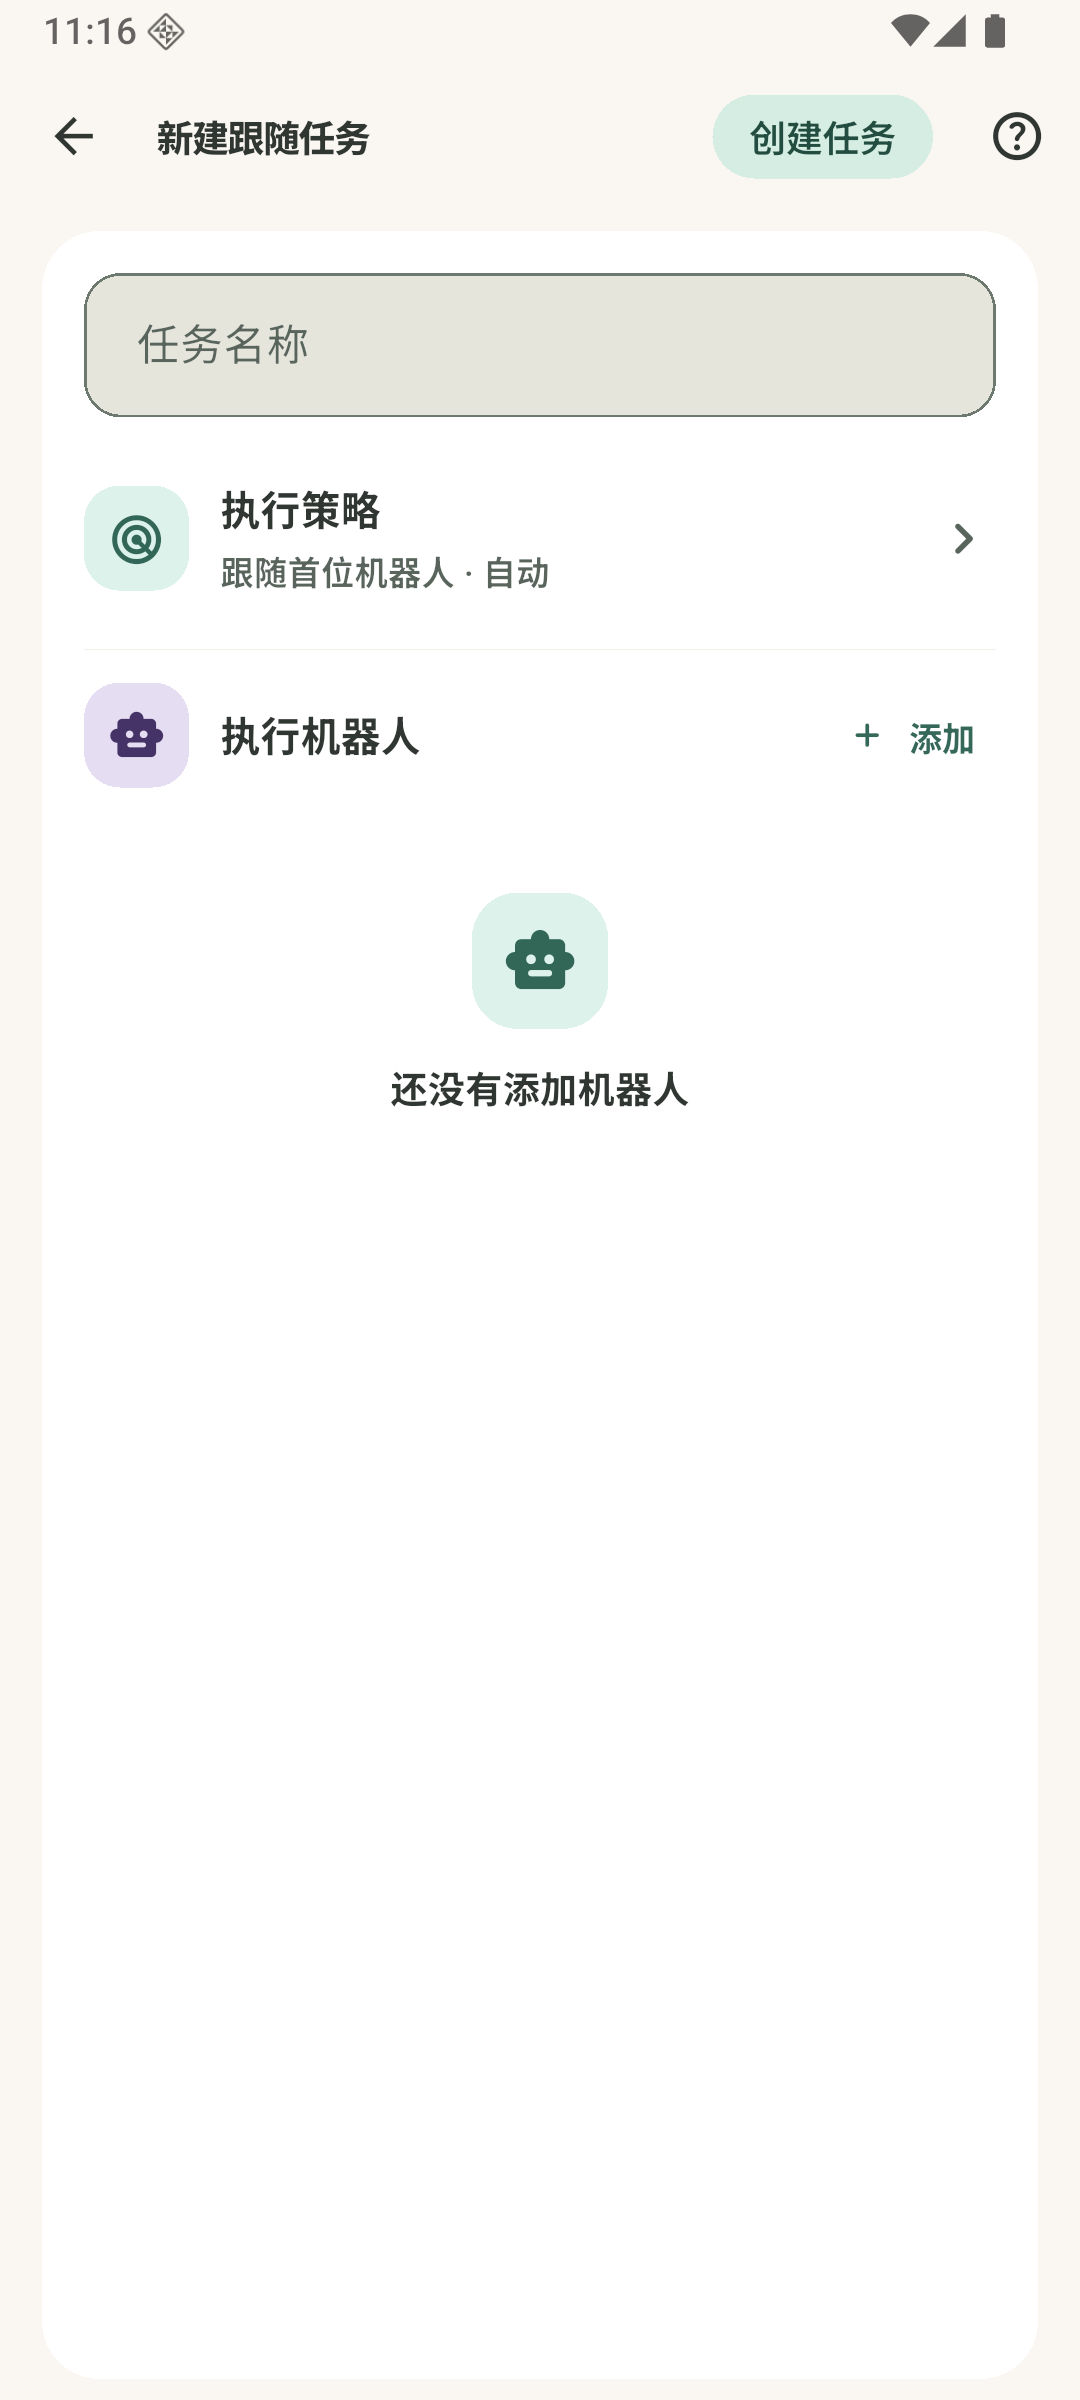 11:16
新建跟随任务
创建任务
任务名称
执行策略
跟随首位机器人 · 自动
执行机器人
+ 添加
还没有添加机器人